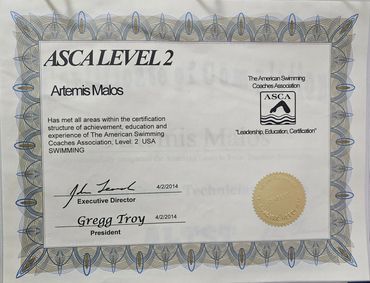 ASCA LEVEL 2
Artemis Malos
Has met all areas within the certification
structure of achievement, education and
experience of The American Swimming
Coaches Association; Level: 2 USA
SWIMMING
The American Swimming
Coaches Association
ASCA
"Leadership, Education, Certification"
4/2/2014
Executive Director
Gregg Troy 4/2/2014
President